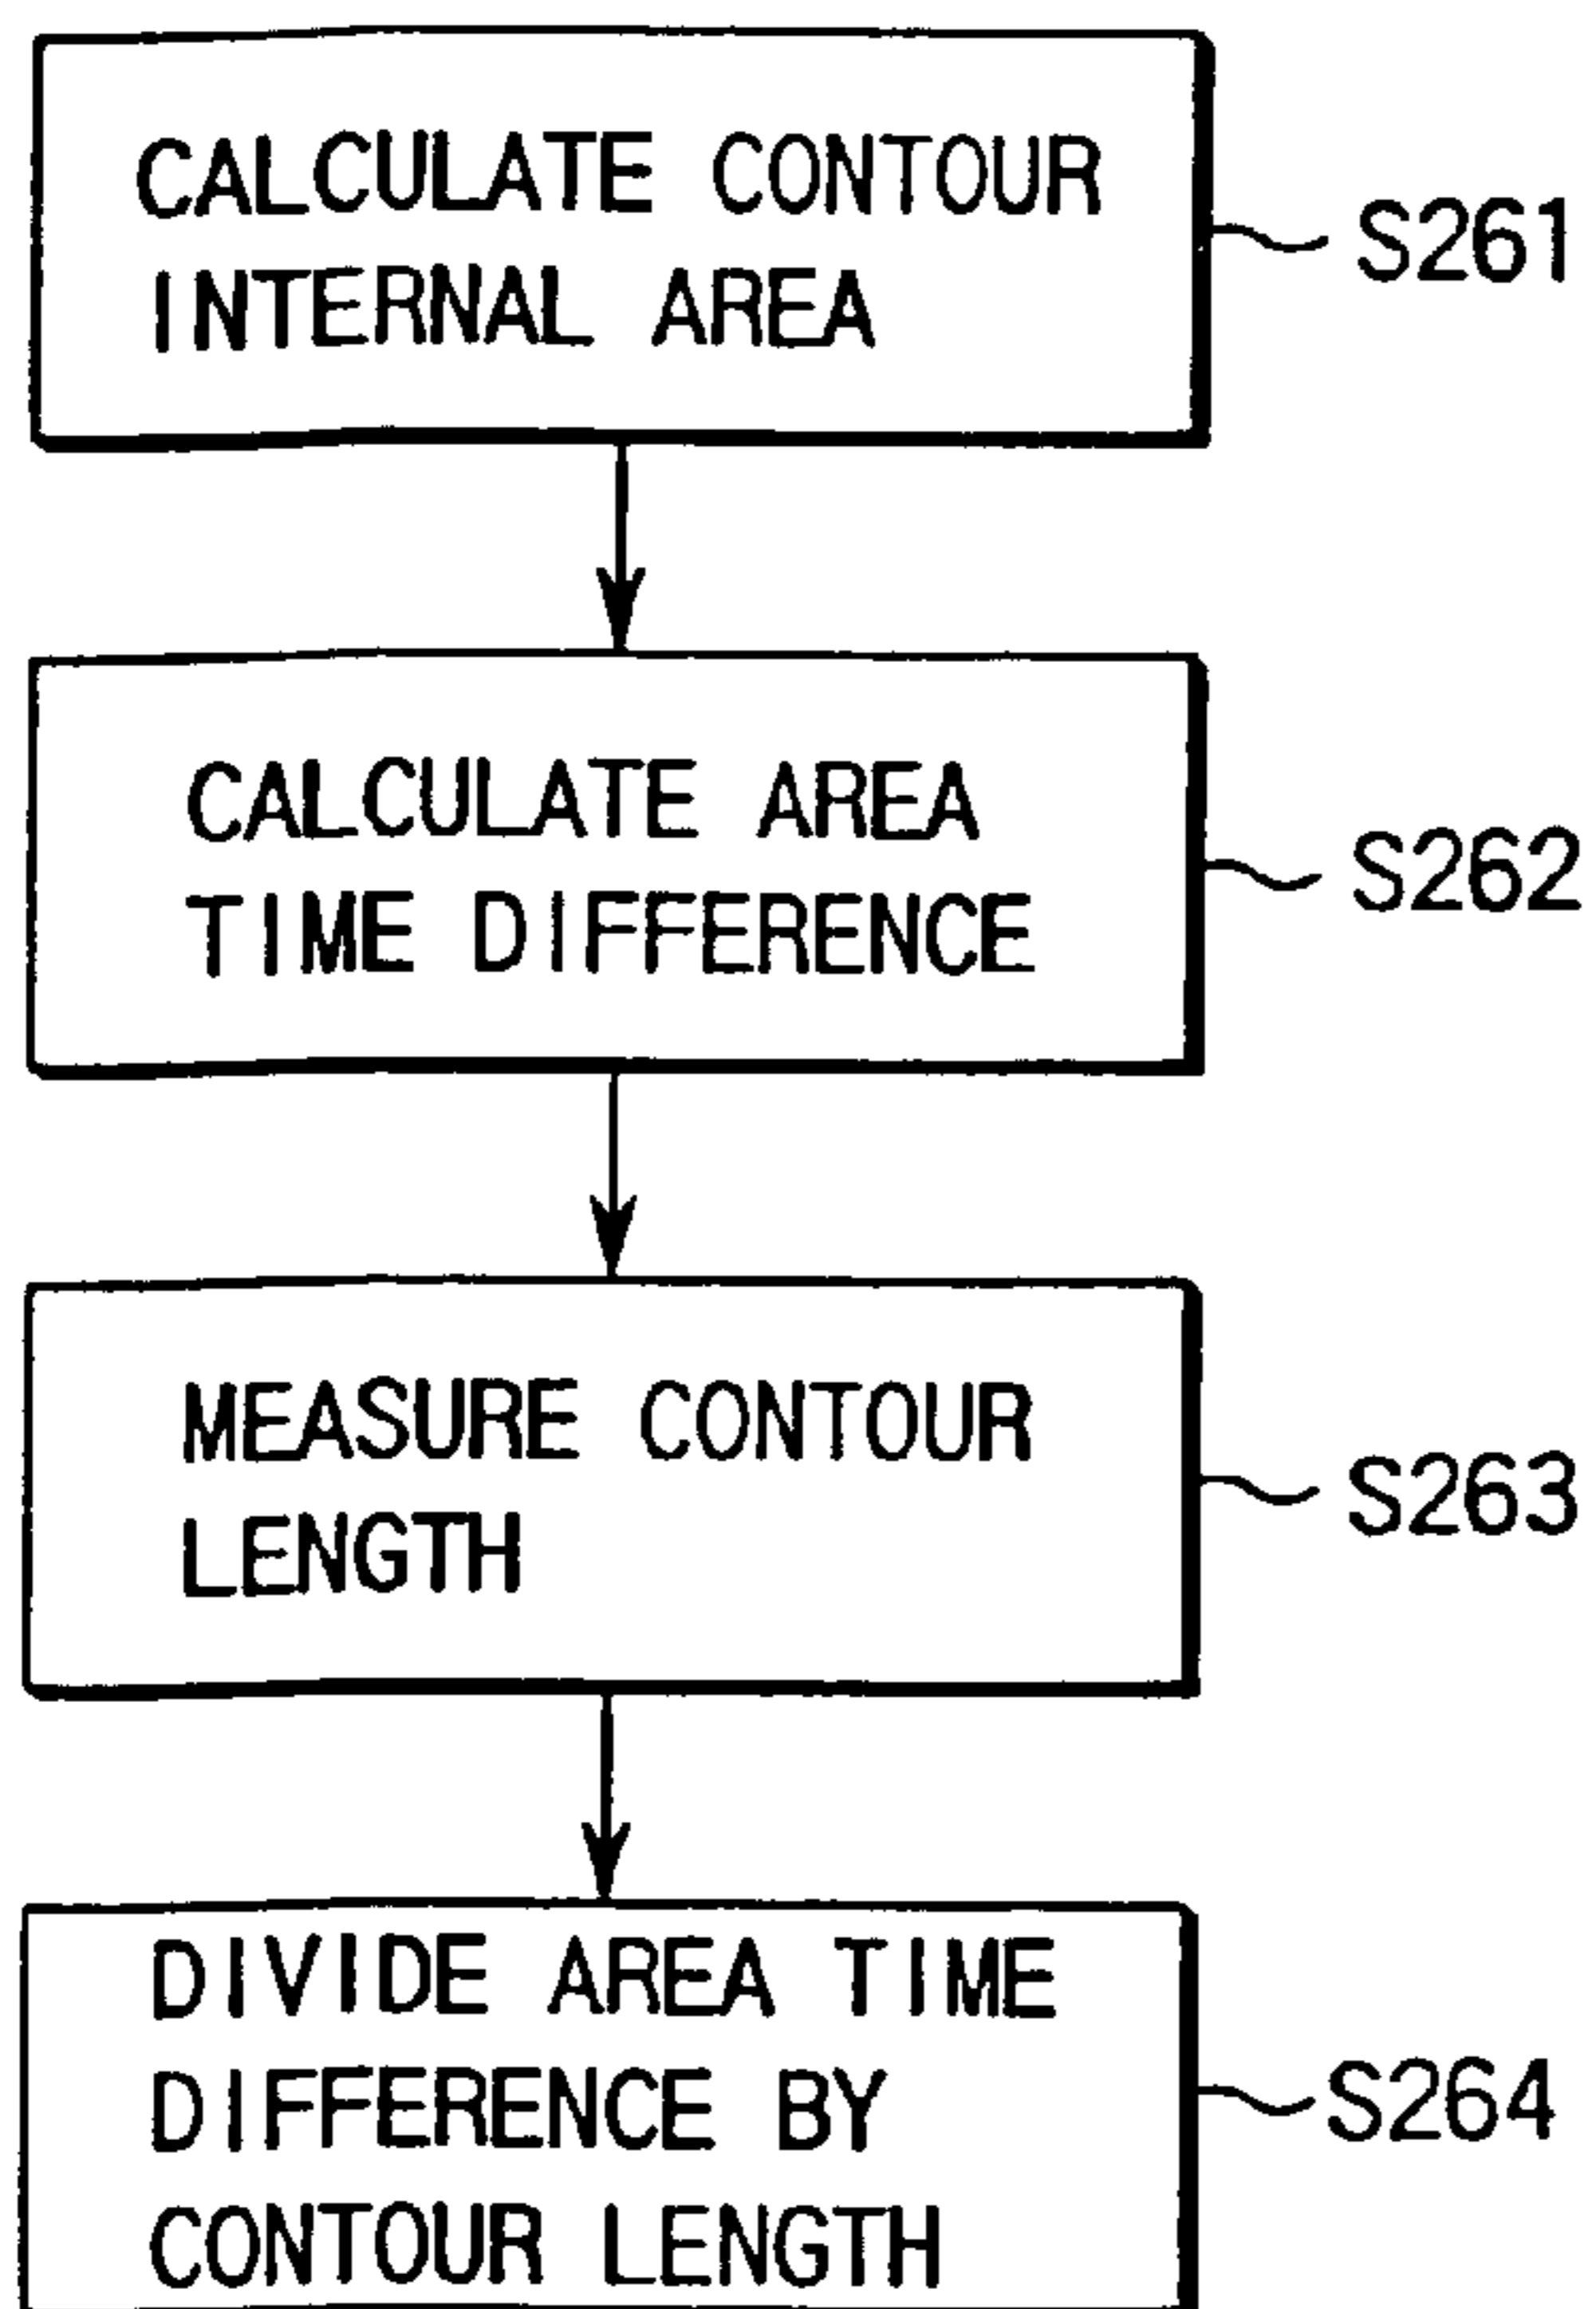 CALCULATE CONTOUR
INTERNAL AREA
S261
CALCULATE AREA
TIME DIFFERENCE
S262
MEASURE CONTOUR
LENGTH
S263
DIVIDE AREA TIME
DIFFERENCE BY
CONTOUR LENGTH
S264